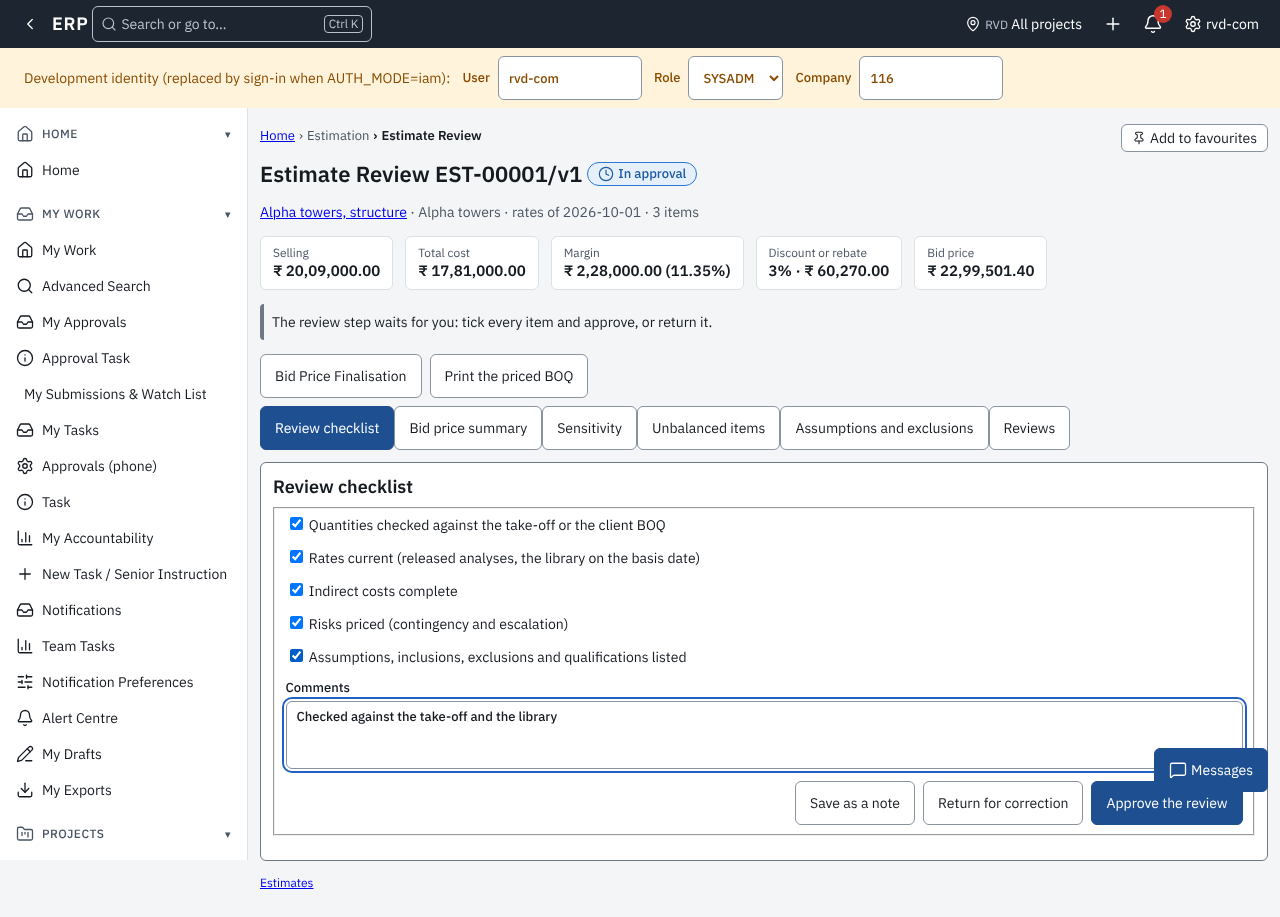 ERP Search or go to... Ctrl K RVD All projects 1 rvd-com
Development identity (replaced by sign-in when AUTH_MODE=iam): User rvd-com Role SYSADM Company 116
HOME
Home
MY WORK
My Work
Advanced Search
My Approvals
Approval Task
My Submissions & Watch List
My Tasks
Approvals (phone)
Task
My Accountability
New Task / Senior Instruction
Notifications
Team Tasks
Notification Preferences
Alert Centre
My Drafts
My Exports
PROJECTS
Home › Estimation › Estimate Review
Add to favourites
Estimate Review EST-00001/v1 In approval
Alpha towers, structure · Alpha towers · rates of 2026-10-01 · 3 items
Selling
₹ 20,09,000.00
Total cost
₹ 17,81,000.00
Margin
₹ 2,28,000.00 (11.35%)
Discount or rebate
3% · ₹ 60,270.00
Bid price
₹ 22,99,501.40
The review step waits for you: tick every item and approve, or return it.
Bid Price Finalisation Print the priced BOQ
Review checklist Bid price summary Sensitivity Unbalanced items Assumptions and exclusions Reviews
Review checklist
Quantities checked against the take-off or the client BOQ
Rates current (released analyses, the library on the basis date)
Indirect costs complete
Risks priced (contingency and escalation)
Assumptions, inclusions, exclusions and qualifications listed
Comments
Checked against the take-off and the library
Messages
Save as a note Return for correction Approve the review
Estimates